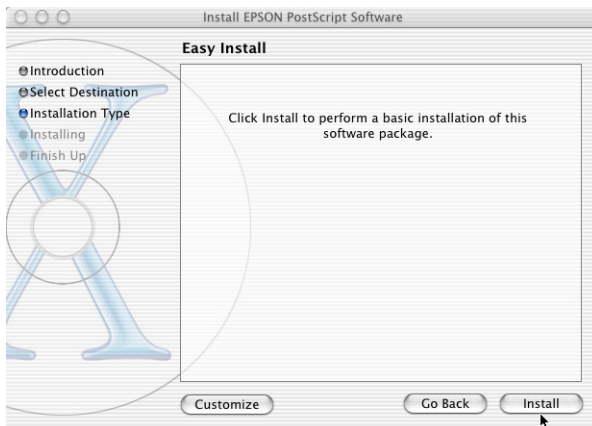 Install EPSON PostScript Software
Easy Install
Introduction
Select Destination
Installation Type
Installing
Finish Up
Click Install to perform a basic installation of this
software package.
Customize
Go Back
Install